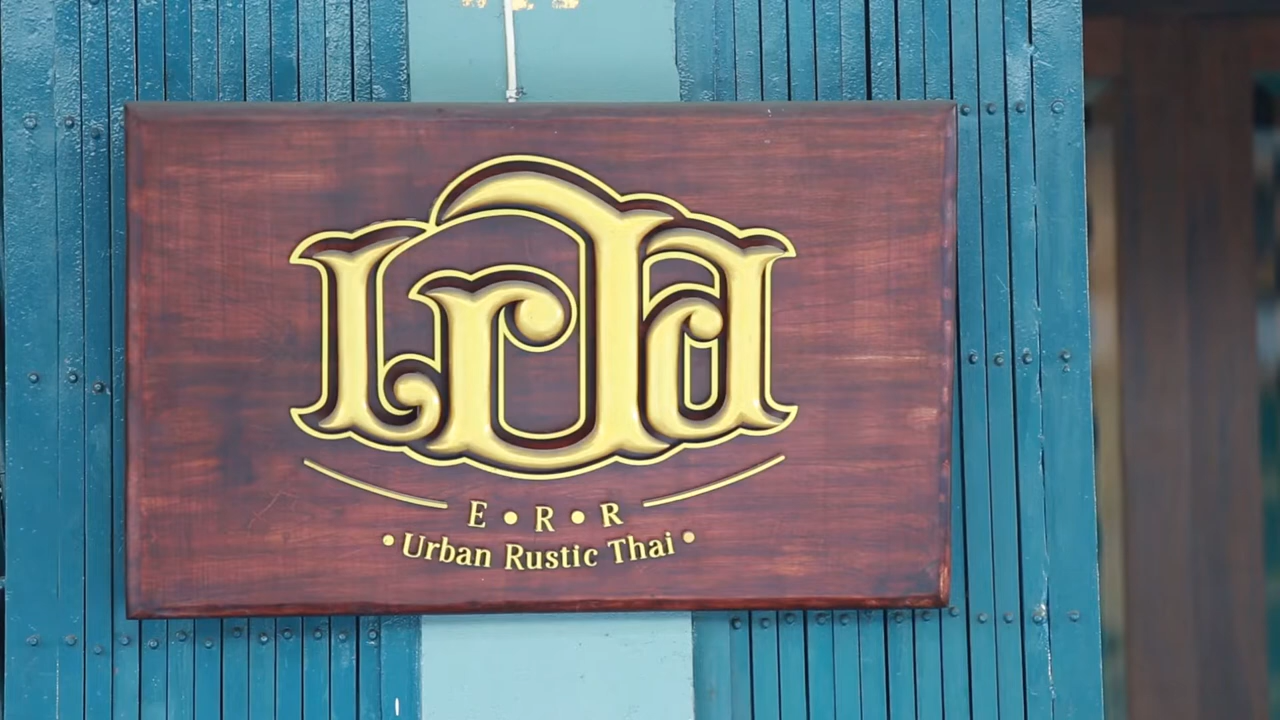 เออ
E • R • R
• Urban Rustic Thai •